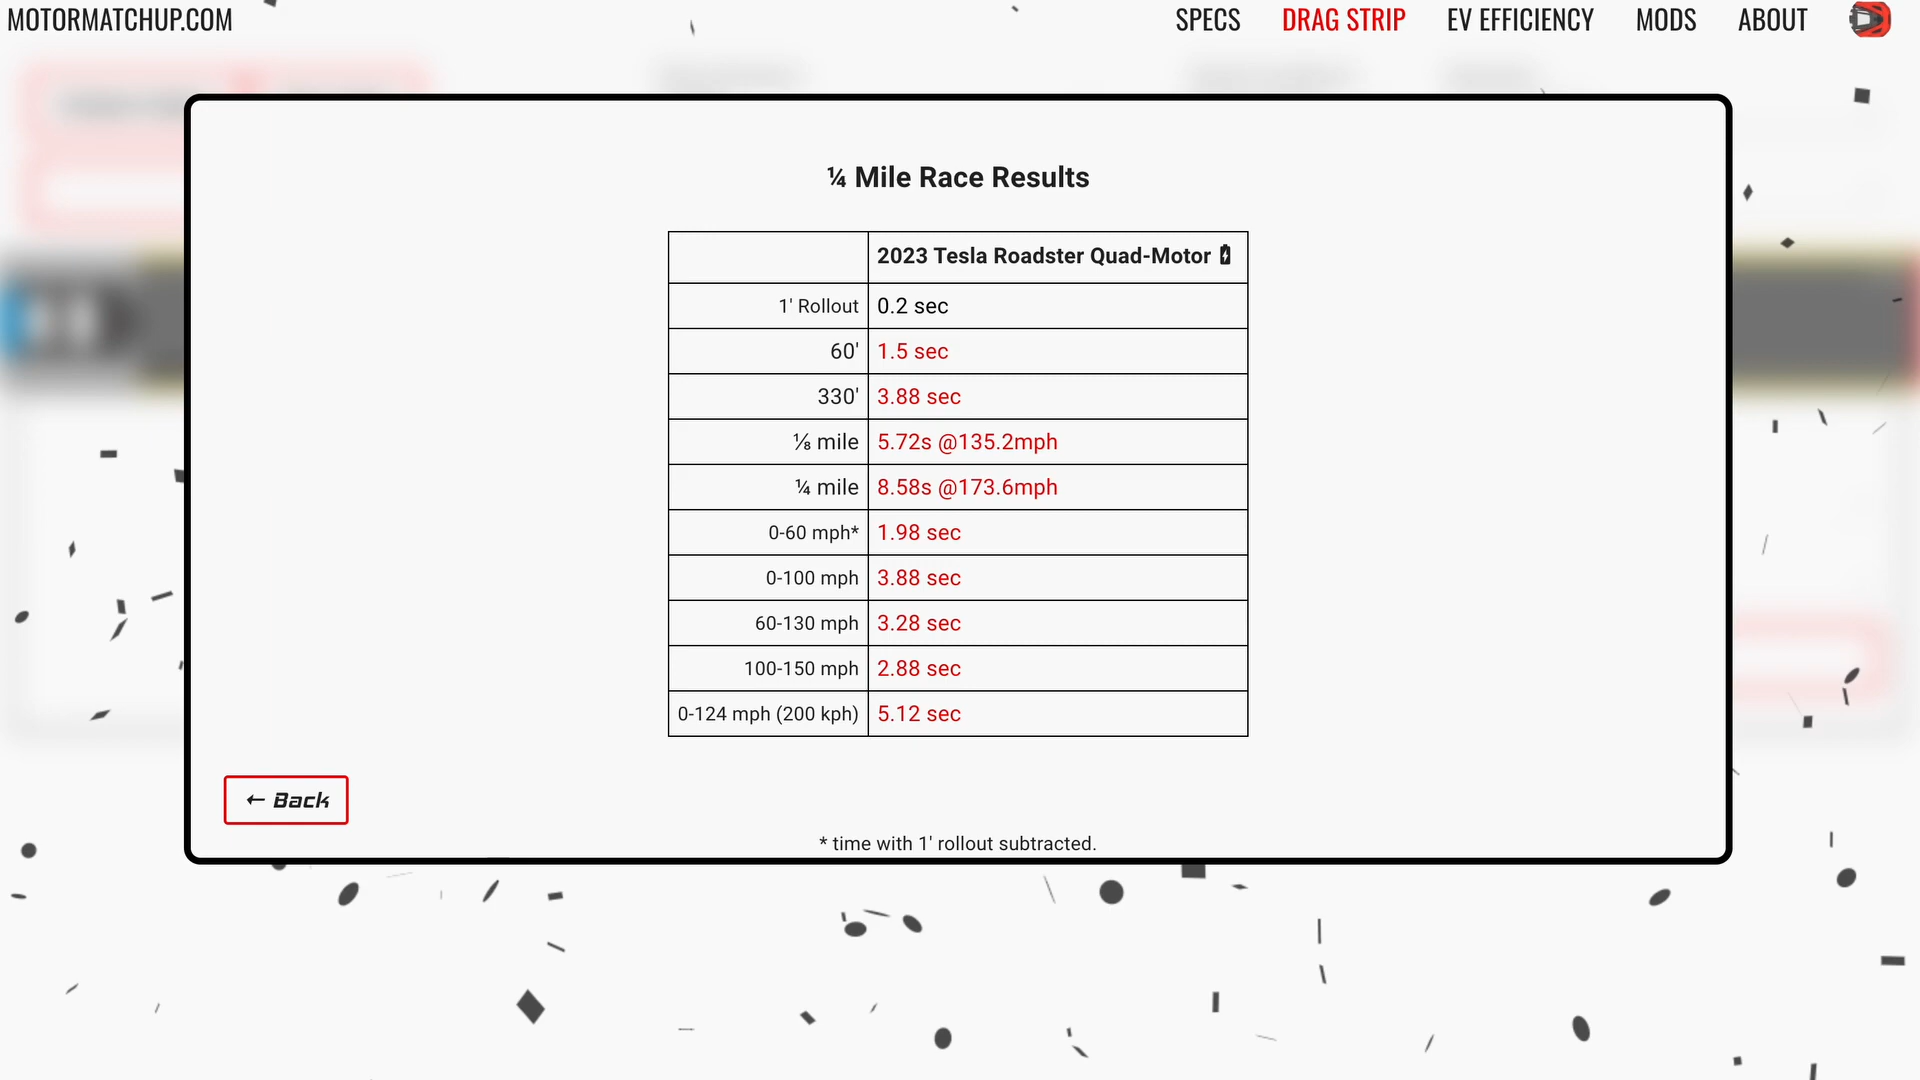 MOTORMATCHUP.COM
SPECS DRAG STRIP EV EFFICIENCY MODS ABOUT
¼ Mile Race Results
2023 Tesla Roadster Quad-Motor
1' Rollout 0.2 sec
60' 1.5 sec
330' 3.88 sec
⅛ mile 5.72s @135.2mph
¼ mile 8.58s @173.6mph
0-60 mph* 1.98 sec
0-100 mph 3.88 sec
60-130 mph 3.28 sec
100-150 mph 2.88 sec
0-124 mph (200 kph) 5.12 sec
← Back
* time with 1' rollout subtracted.